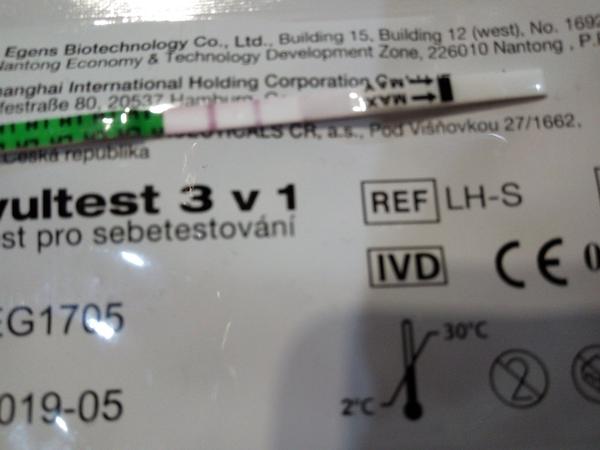 Egens Biotechnology Co., Ltd., Building 15, Building 12 (west), No. 1692
Nantong Economy & Technology Development Zone, 226010 Nantong, P.
anghai International Holding Corporation
festraße 80, 20537 Hamburg
MAX
MAX
CR, a.s., Pod Višňovkou 27/1662,
Česká republika
vultest 3 v 1
st pro sebetestování
REF LH-S
IVD CE 0
EG1705
019-05
30°C
2°C
2